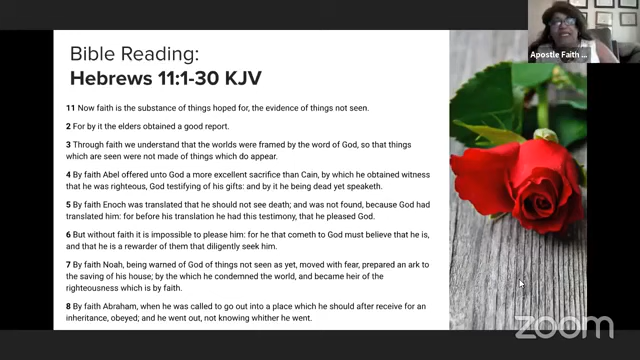 Bible Reading:
Hebrews 11:1-30 KJV
11 Now faith is the substance of things hoped for, the evidence of things not seen.
2 For by it the elders obtained a good report.
3 Through faith we understand that the worlds were framed by the word of God, so that things
which are seen were not made of things which do appear.
4 By faith Abel offered unto God a more excellent sacrifice than Cain, by which he obtained witness
that he was righteous, God testifying of his gifts: and by it he being dead yet speaketh.
5 By faith Enoch was translated that he should not see death; and was not found, because God had
translated him: for before his translation he had this testimony, that he pleased God.
6 But without faith it is impossible to please him: for he that cometh to God must believe that he is,
and that he is a rewarder of them that diligently seek him.
7 By faith Noah, being warned of God of things not seen as yet, moved with fear, prepared an ark to
the saving of his house; by the which he condemned the world, and became heir of the
righteousness which is by faith.
8 By faith Abraham, when he was called to go out into a place which he should after receive for an
inheritance, obeyed; and he went out, not knowing whither he went.
Apostle Faith ...
zoom